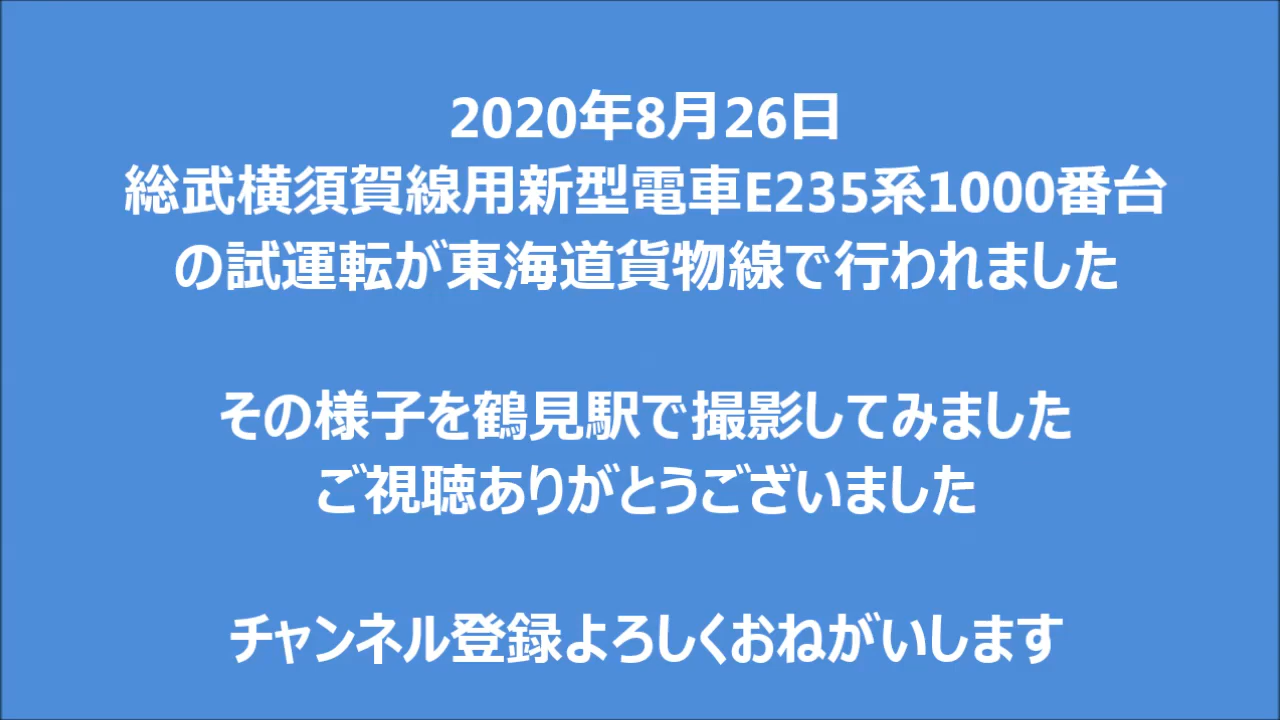 2020年8月26日
総武横須賀線用新型電車E235系1000番台
の試運転が東海道貨物線で行われました
その様子を鶴見駅で撮影してみました
ご視聴ありがとうございました
チャンネル登録よろしくおねがいします